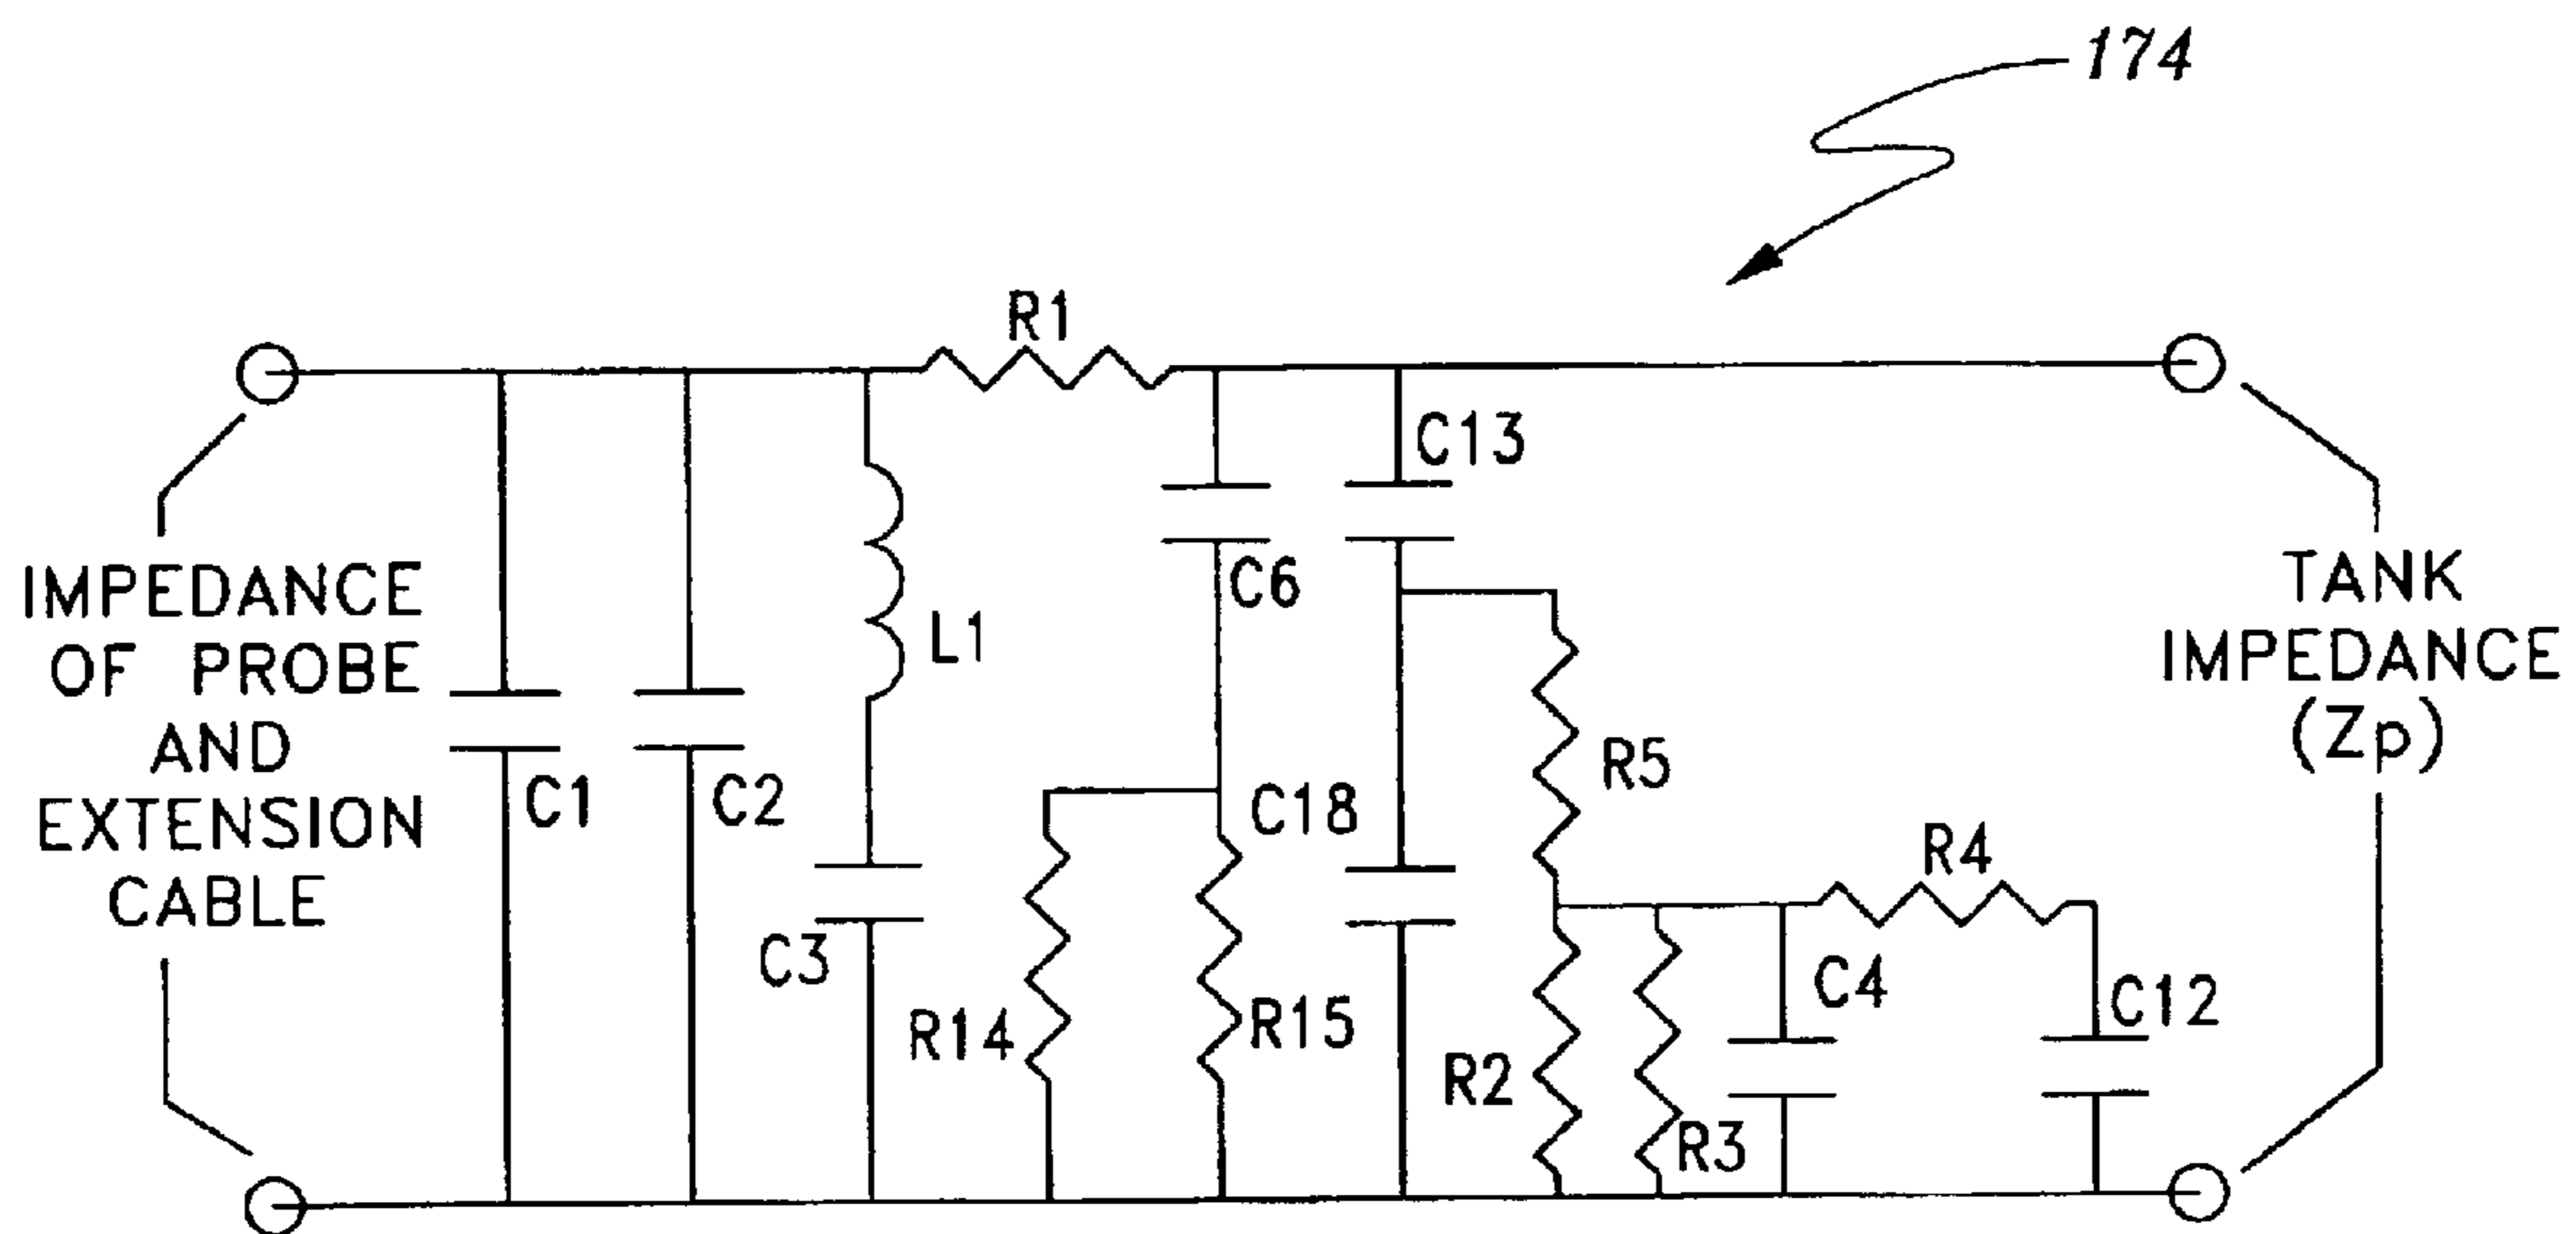 174
R1
C13
C6
L1
IMPEDANCE
OF PROBE
AND
EXTENSION
CABLE
TANK
IMPEDANCE
(Zp)
C1
C2
C18
R5
R4
C3
C4
C12
R14
R15
R2
R3